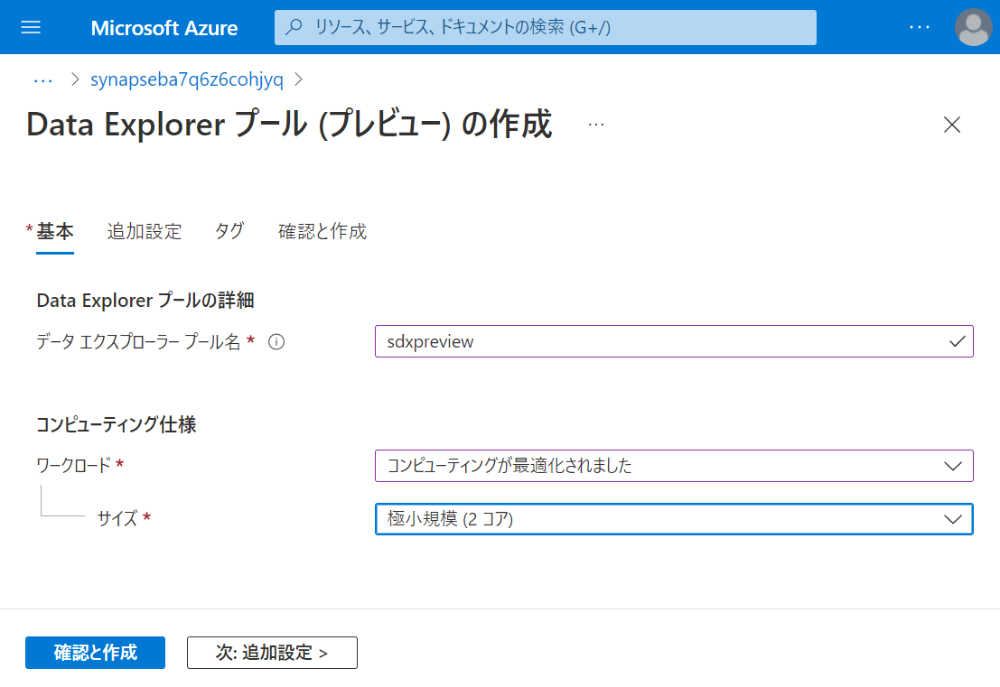 Microsoft Azure
リソース、サービス、ドキュメントの検索 (G+/)
...
... > synapseba7q6z6cohjyq >
Data Explorer プール (プレビュー) の作成 ...
* 基本 追加設定 タグ 確認と作成
Data Explorer プールの詳細
データ エクスプローラー プール名 * sdxpreview
コンピューティング仕様
ワークロード * コンピューティングが最適化されました
サイズ * 極小規模 (2 コア)
確認と作成 次: 追加設定 >